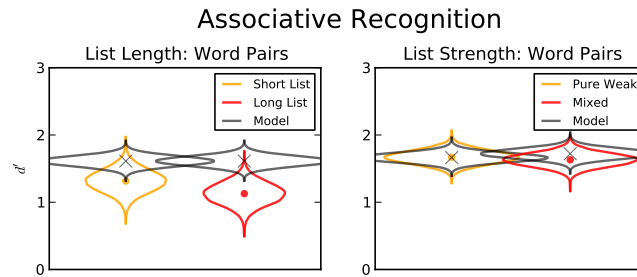 Associative Recognition
List Length: Word Pairs
List Strength: Word Pairs
3
2
1
0
d′
Short List
Long List
Model
3
2
1
0
Pure Weak
Mixed
Model